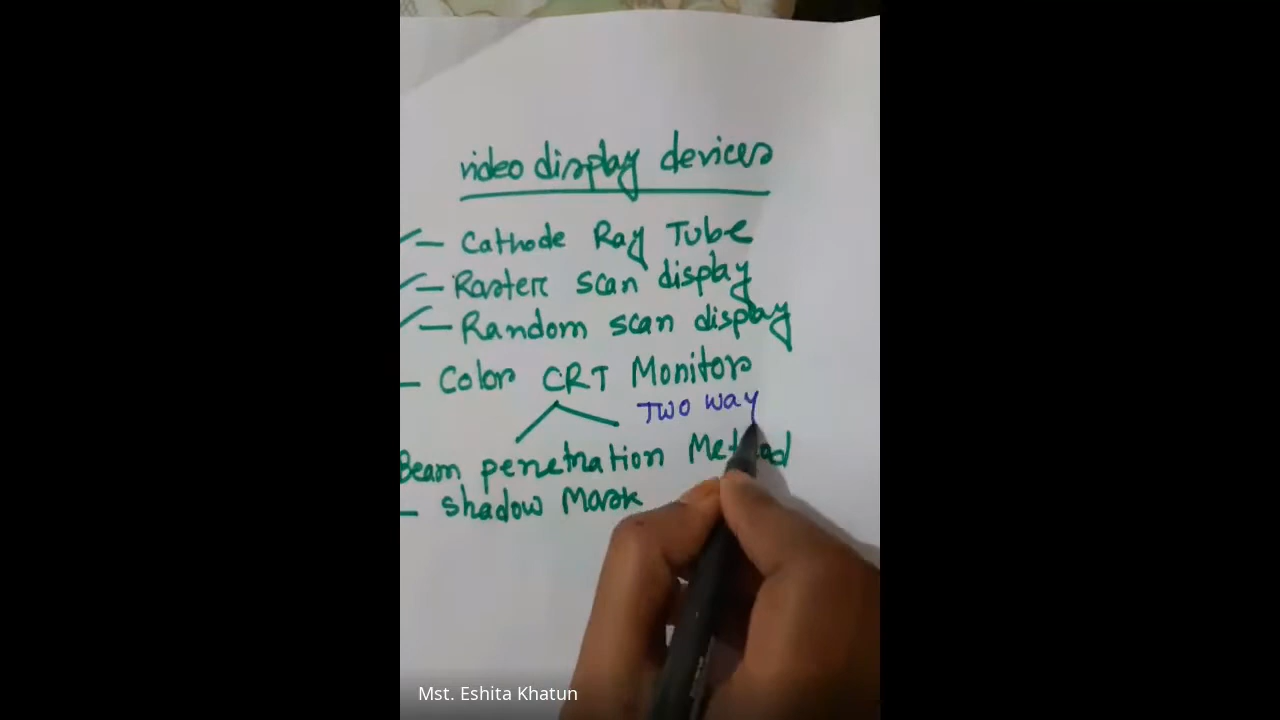 video display devices
— Cathode Ray Tube
— Raster scan display
— Random scan display
— Color CRT Monitors
Two way
Beam penetration Method
— Shadow Mask
Mst. Eshita Khatun